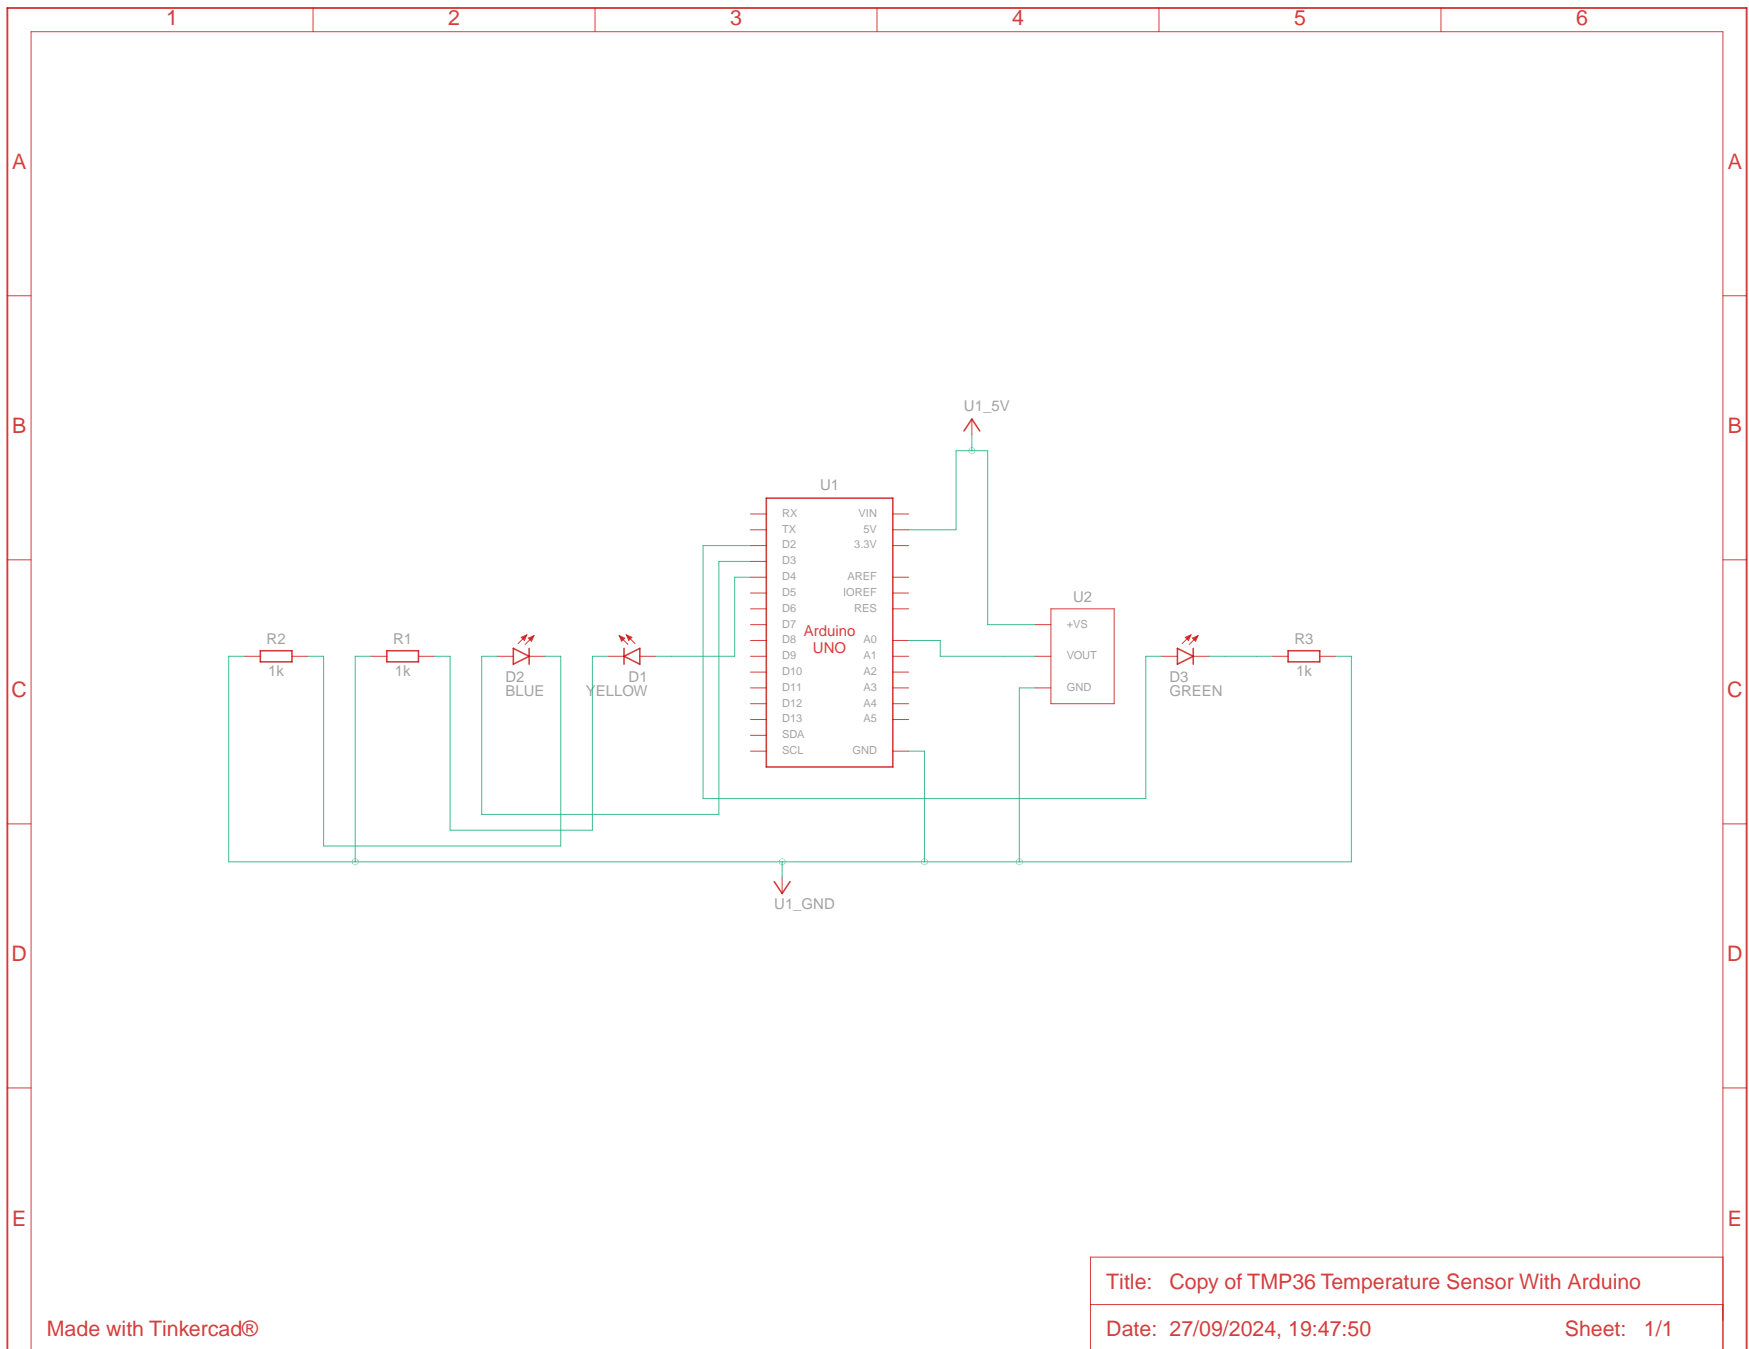 1 2 3 4 5 6
A A
B B
C C
D D
E E
U1_5V
U1
RX VIN
TX 5V
D2 3.3V
D3
D4 AREF
D5 IOREF
D6 RES
D7
D8 A0
D9 A1
D10 A2
D11 A3
D12 A4
D13 A5
SDA
SCL GND
Arduino
UNO
U2
+VS
VOUT
GND
R2
1k
R1
1k
D2
BLUE
D1
YELLOW
D3
GREEN
R3
1k
U1_GND
Title: Copy of TMP36 Temperature Sensor With Arduino
Made with Tinkercad®
Date: 27/09/2024, 19:47:50 Sheet: 1/1